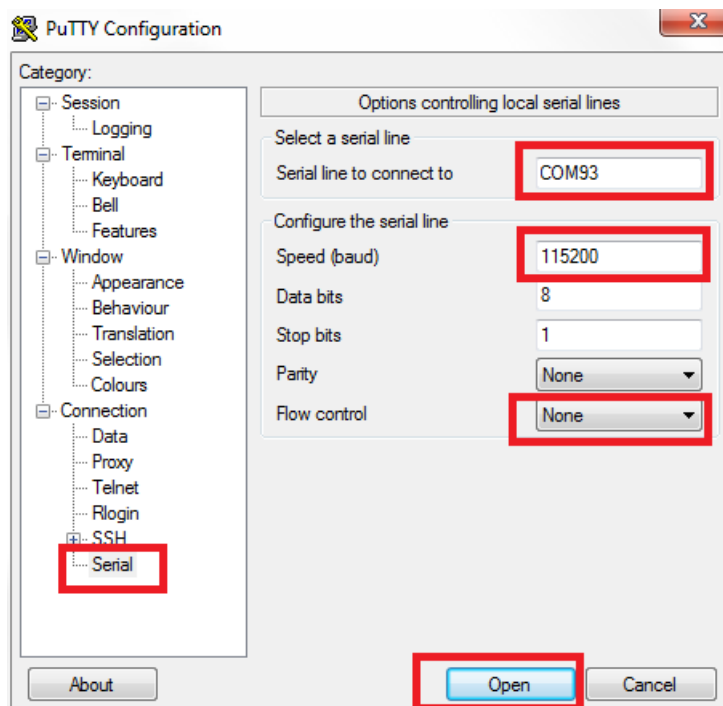 PuTTY Configuration
Category:
Session
Logging
Terminal
Keyboard
Bell
Features
Window
Appearance
Behaviour
Translation
Selection
Colours
Connection
Data
Proxy
Telnet
Rlogin
SSH
Serial
Options controlling local serial lines
Select a serial line
Serial line to connect to COM93
Configure the serial line
Speed (baud) 115200
Data bits 8
Stop bits 1
Parity None
Flow control None
About Open Cancel